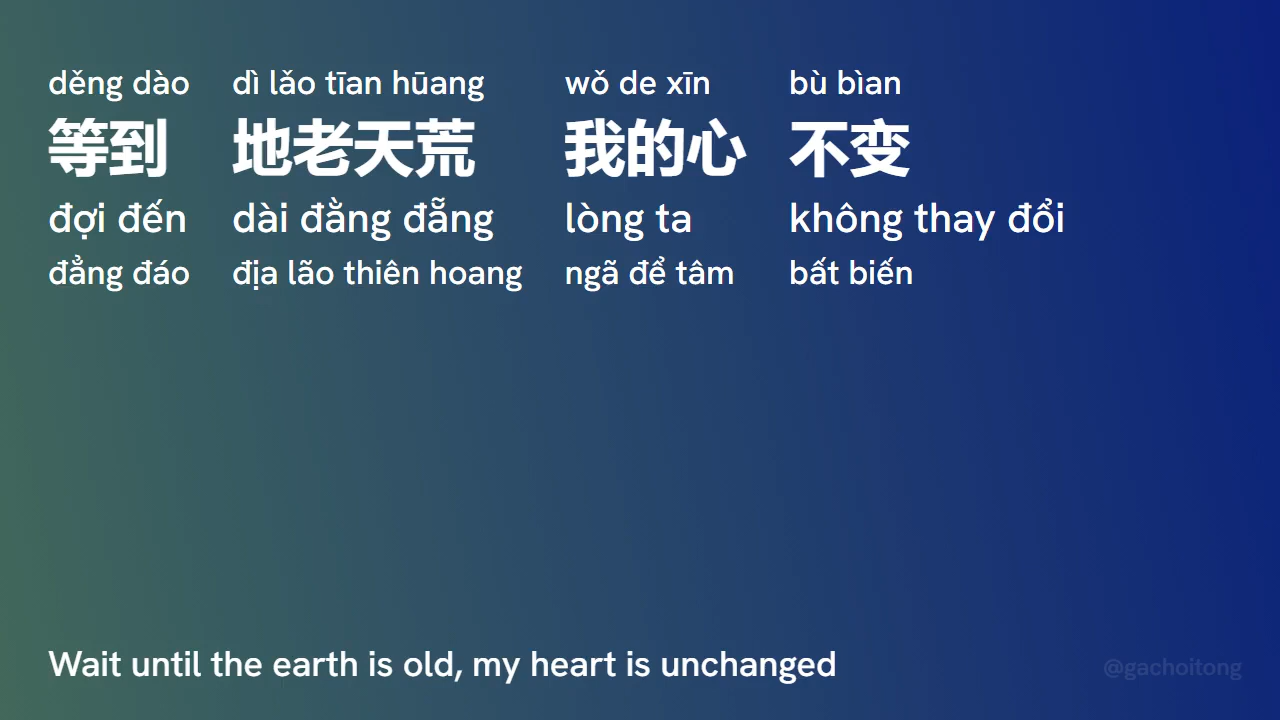 děng dào dì lǎo tīan hūang wǒ de xīn bù bìan
等到 地老天荒 我的心 不变
đợi đến dài đằng đẵng lòng ta không thay đổi
đẳng đáo địa lão thiên hoang ngã để tâm bất biến
Wait until the earth is old, my heart is unchanged
@gachoitong